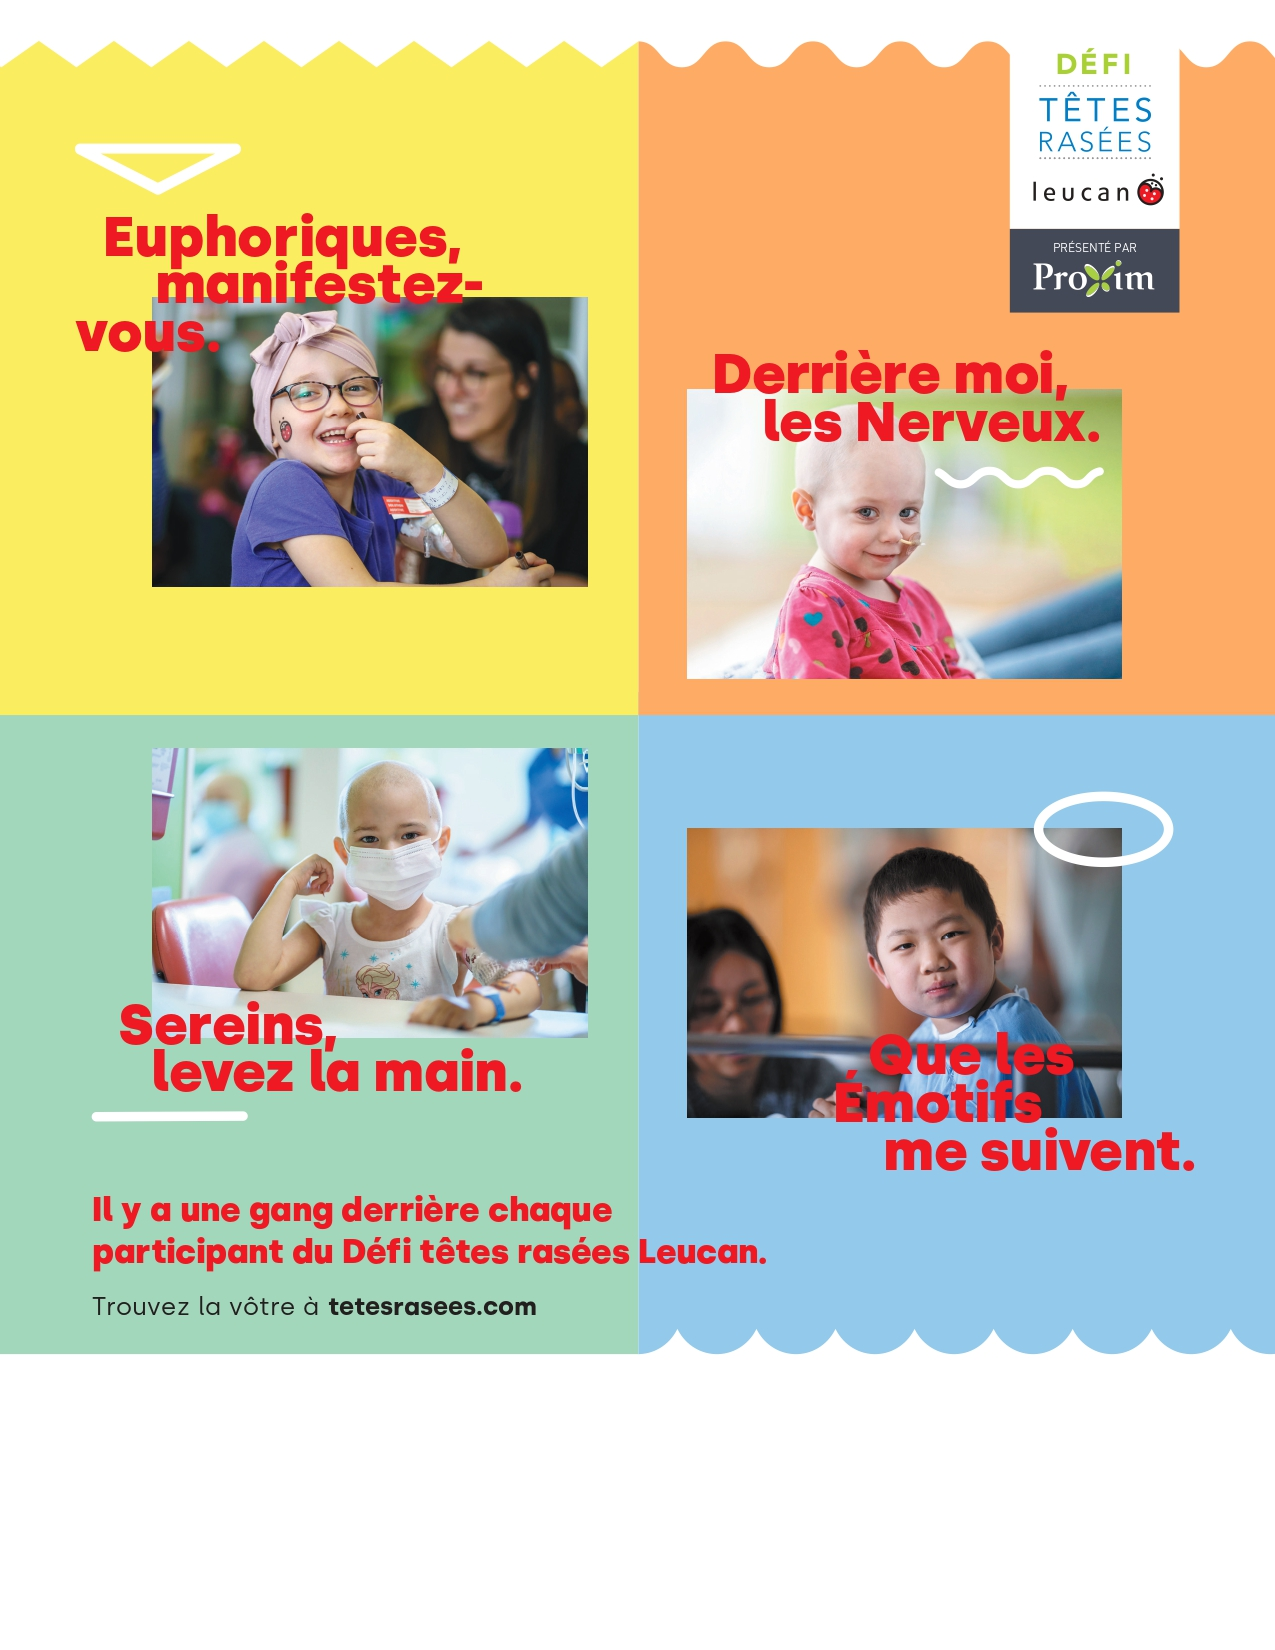 Euphoriques,
manifestez-
vous.
DÉFI
TÊTES
RASÉES
leucan
PRÉSENTÉ PAR
Proxim
Derrière moi,
les Nerveux.
Sereins,
levez la main.
Que les
Émotifs
me suivent.
Il y a une gang derrière chaque
participant du Défi têtes rasées Leucan.
Trouvez la vôtre à tetesrasees.com